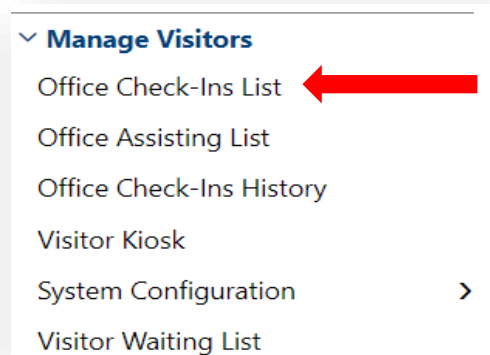 Manage Visitors
Office Check-Ins List
Office Assisting List
Office Check-Ins History
Visitor Kiosk
System Configuration
Visitor Waiting List